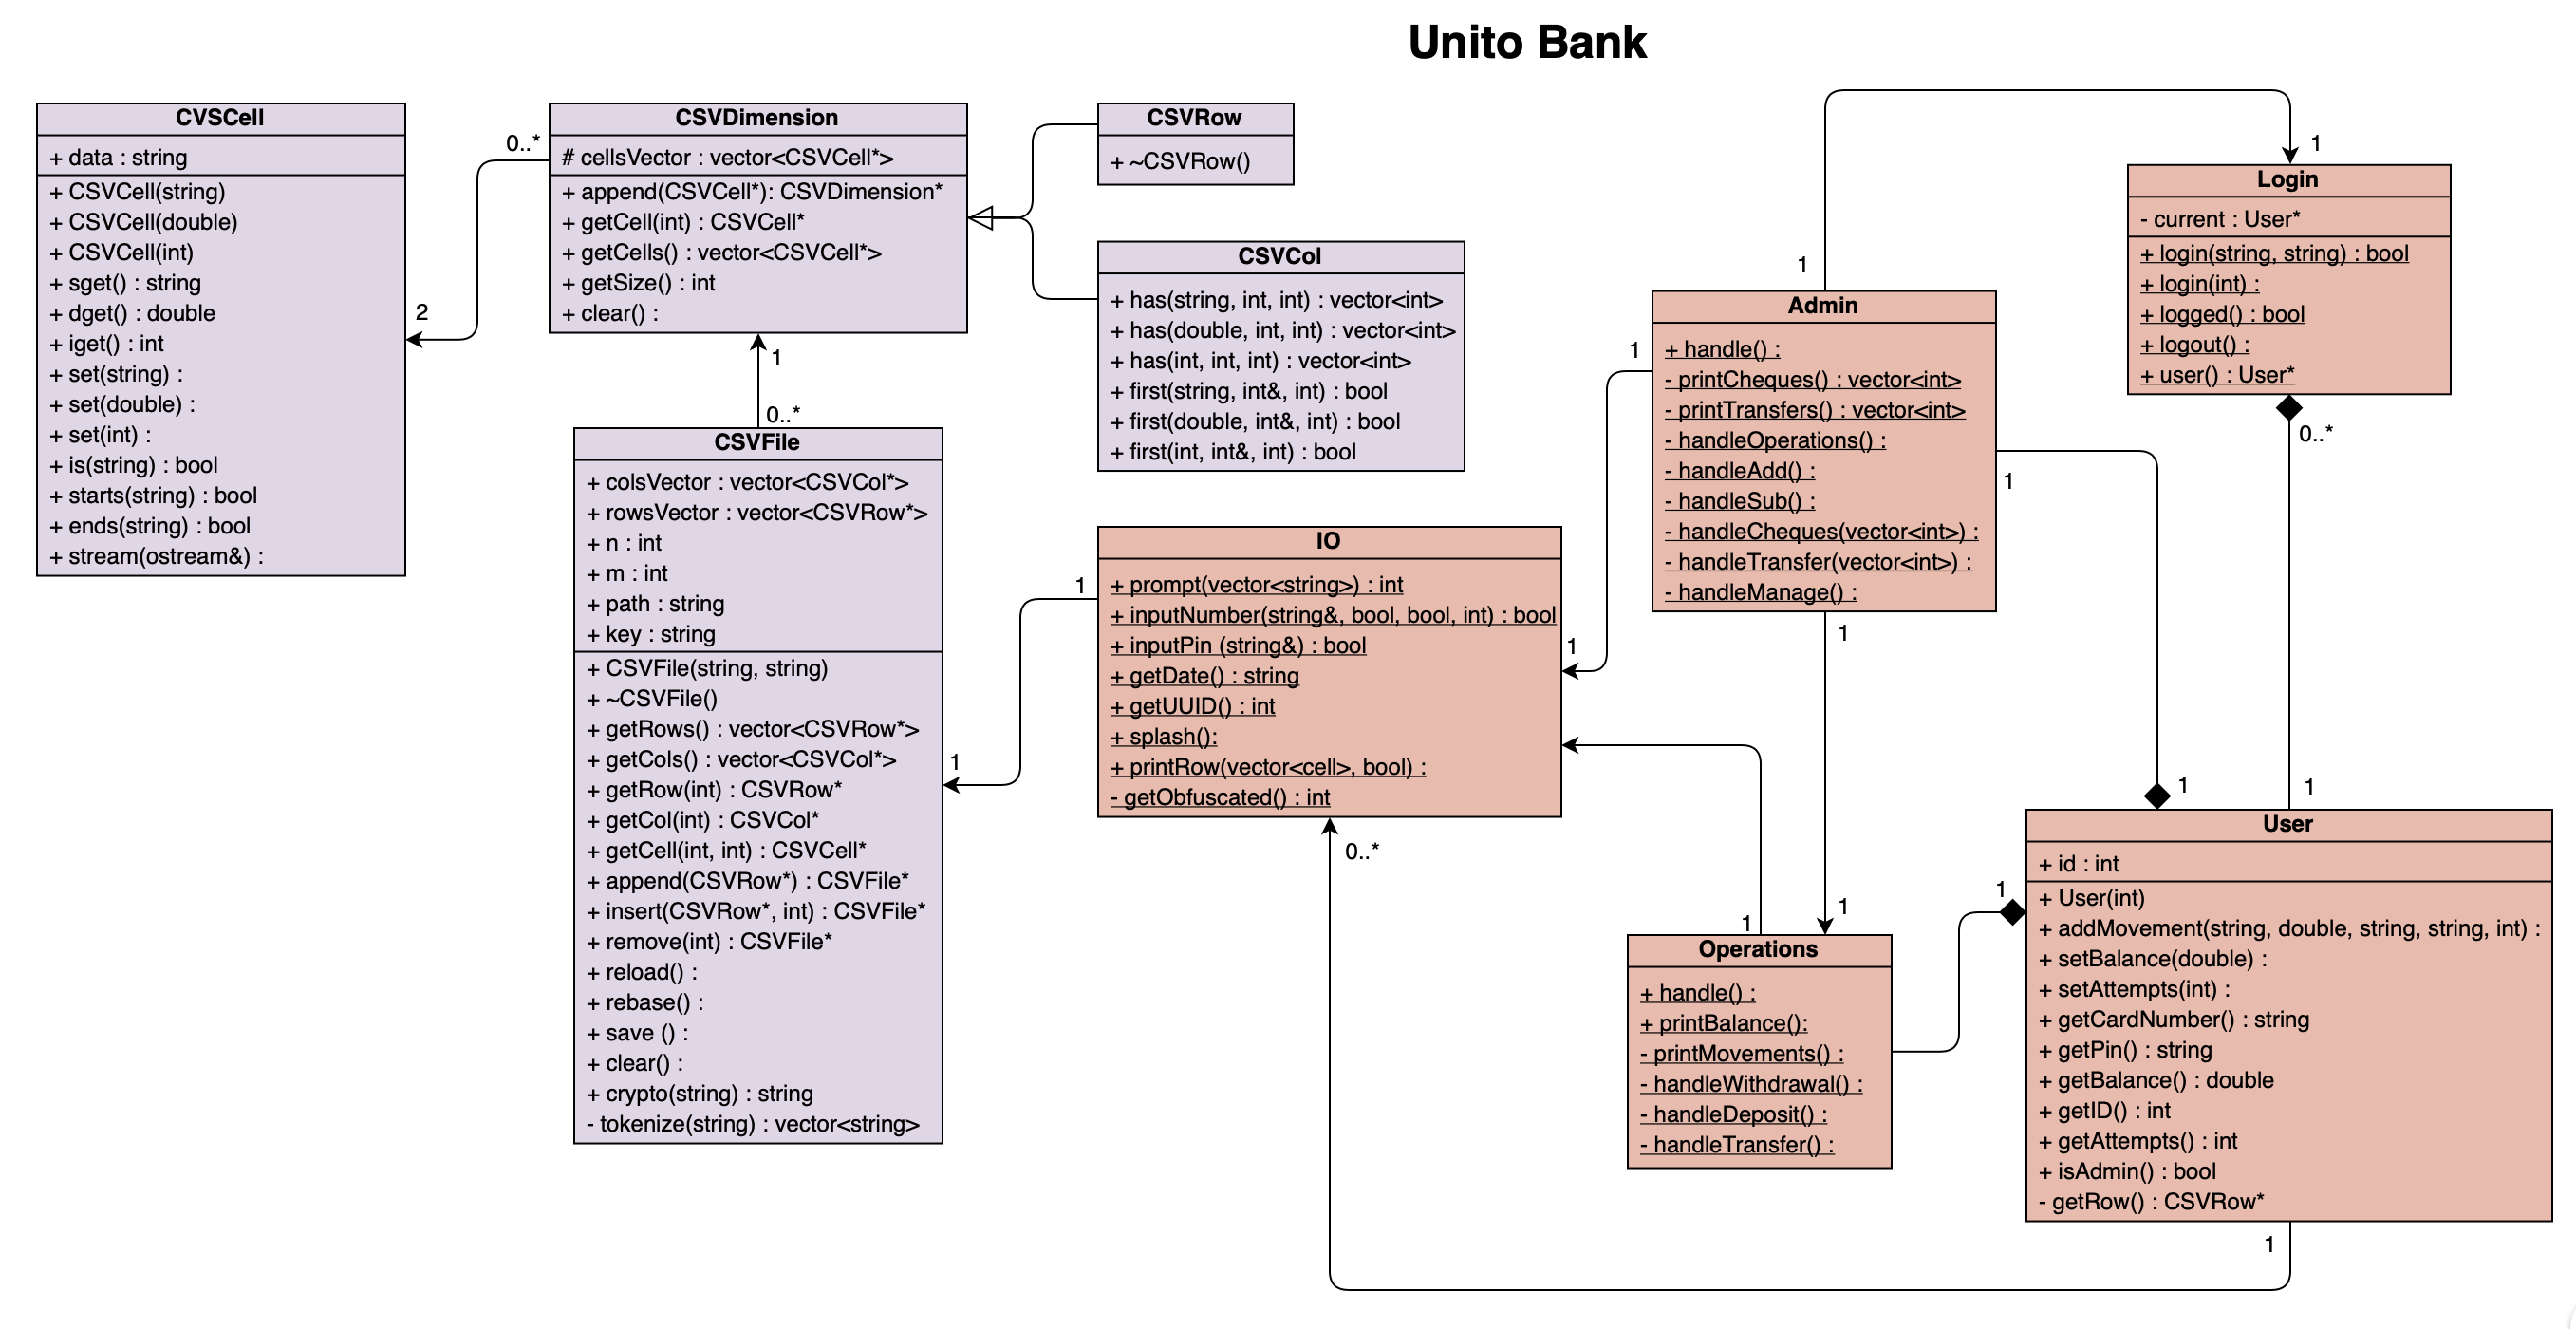 Unito Bank
CVSCell
+ data : string
+ CSVCell(string)
+ CSVCell(double)
+ CSVCell(int)
+ sget() : string
+ dget() : double
+ iget() : int
+ set(string) :
+ set(double) :
+ set(int) :
+ is(string) : bool
+ starts(string) : bool
+ ends(string) : bool
+ stream(ostream&) :
0..*
2
CSVDimension
# cellsVector : vector<CSVCell*>
+ append(CSVCell*): CSVDimension*
+ getCell(int) : CSVCell*
+ getCells() : vector<CSVCell*>
+ getSize() : int
+ clear() :
1
0..*
CSVFile
+ colsVector : vector<CSVCol*>
+ rowsVector : vector<CSVRow*>
+ n : int
+ m : int
+ path : string
+ key : string
+ CSVFile(string, string)
+ ~CSVFile()
+ getRows() : vector<CSVRow*>
+ getCols() : vector<CSVCol*>
+ getRow(int) : CSVRow*
+ getCol(int) : CSVCol*
+ getCell(int, int) : CSVCell*
+ append(CSVRow*) : CSVFile*
+ insert(CSVRow*, int) : CSVFile*
+ remove(int) : CSVFile*
+ reload() :
+ rebase() :
+ save () :
+ clear() :
+ crypto(string) : string
- tokenize(string) : vector<string>
CSVRow
+ ~CSVRow()
CSVCol
+ has(string, int, int) : vector<int>
+ has(double, int, int) : vector<int>
+ has(int, int, int) : vector<int>
+ first(string, int&, int) : bool
+ first(double, int&, int) : bool
+ first(int, int&, int) : bool
1
1
IO
+ prompt(vector<string>) : int
+ inputNumber(string&, bool, bool, int) : bool
+ inputPin (string&) : bool
+ getDate() : string
+ getUUID() : int
+ splash():
+ printRow(vector<cell>, bool) :
- getObfuscated() : int
0..*
1
1
1
Admin
+ handle() :
- printCheques() : vector<int>
- printTransfers() : vector<int>
- handleOperations() :
- handleAdd() :
- handleSub() :
- handleCheques(vector<int>) :
- handleTransfer(vector<int>) :
- handleManage() :
1
1
1
1
Operations
+ handle() :
+ printBalance():
- printMovements() :
- handleWithdrawal() :
- handleDeposit() :
- handleTransfer() :
1
Login
- current : User*
+ login(string, string) : bool
+ login(int) :
+ logged() : bool
+ logout() :
+ user() : User*
0..*
1
1
1
User
+ id : int
+ User(int)
+ addMovement(string, double, string, string, int) :
+ setBalance(double) :
+ setAttempts(int) :
+ getCardNumber() : string
+ getPin() : string
+ getBalance() : double
+ getID() : int
+ getAttempts() : int
+ isAdmin() : bool
- getRow() : CSVRow*
1